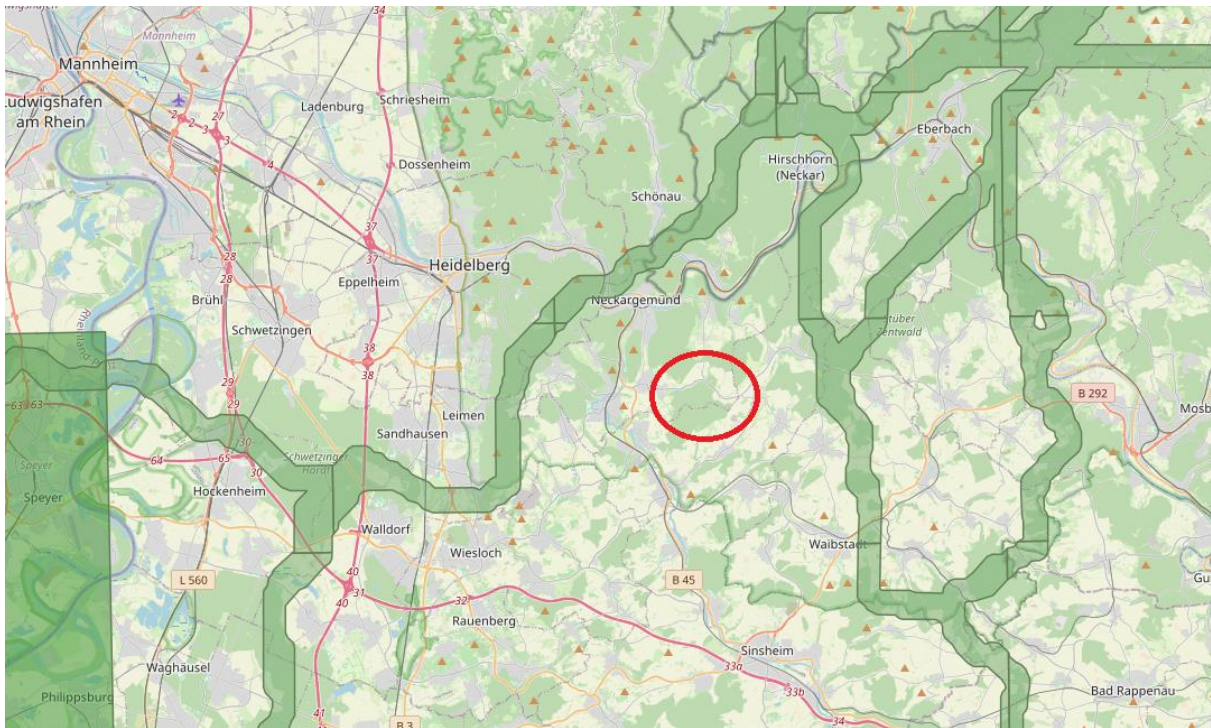 34
Mannheim
Mannheim
Ludwigshafen
am Rhein
Ladenburg
Schriesheim
27
2
2
3
3
4
Dossenheim
Eberbach
Hirschhorn
(Neckar)
Schönau
37
37
Heidelberg
28
28
Eppelheim
Brühl
Neckargemünd
Schwetzingen
38
38
29
29
B 292
63
63
Leimen
Sandhausen
Speyer
64
65
30
30
Schwetzinger
Hockenheim
Speyer
Walldorf
Wiesloch
Waibstadt
L 560
40
40
31
32
B 45
Rauenberg
Sinsheim
33a
33b
34
Waghäusel
Philippsburg
41
B 3
Bad Rappenau